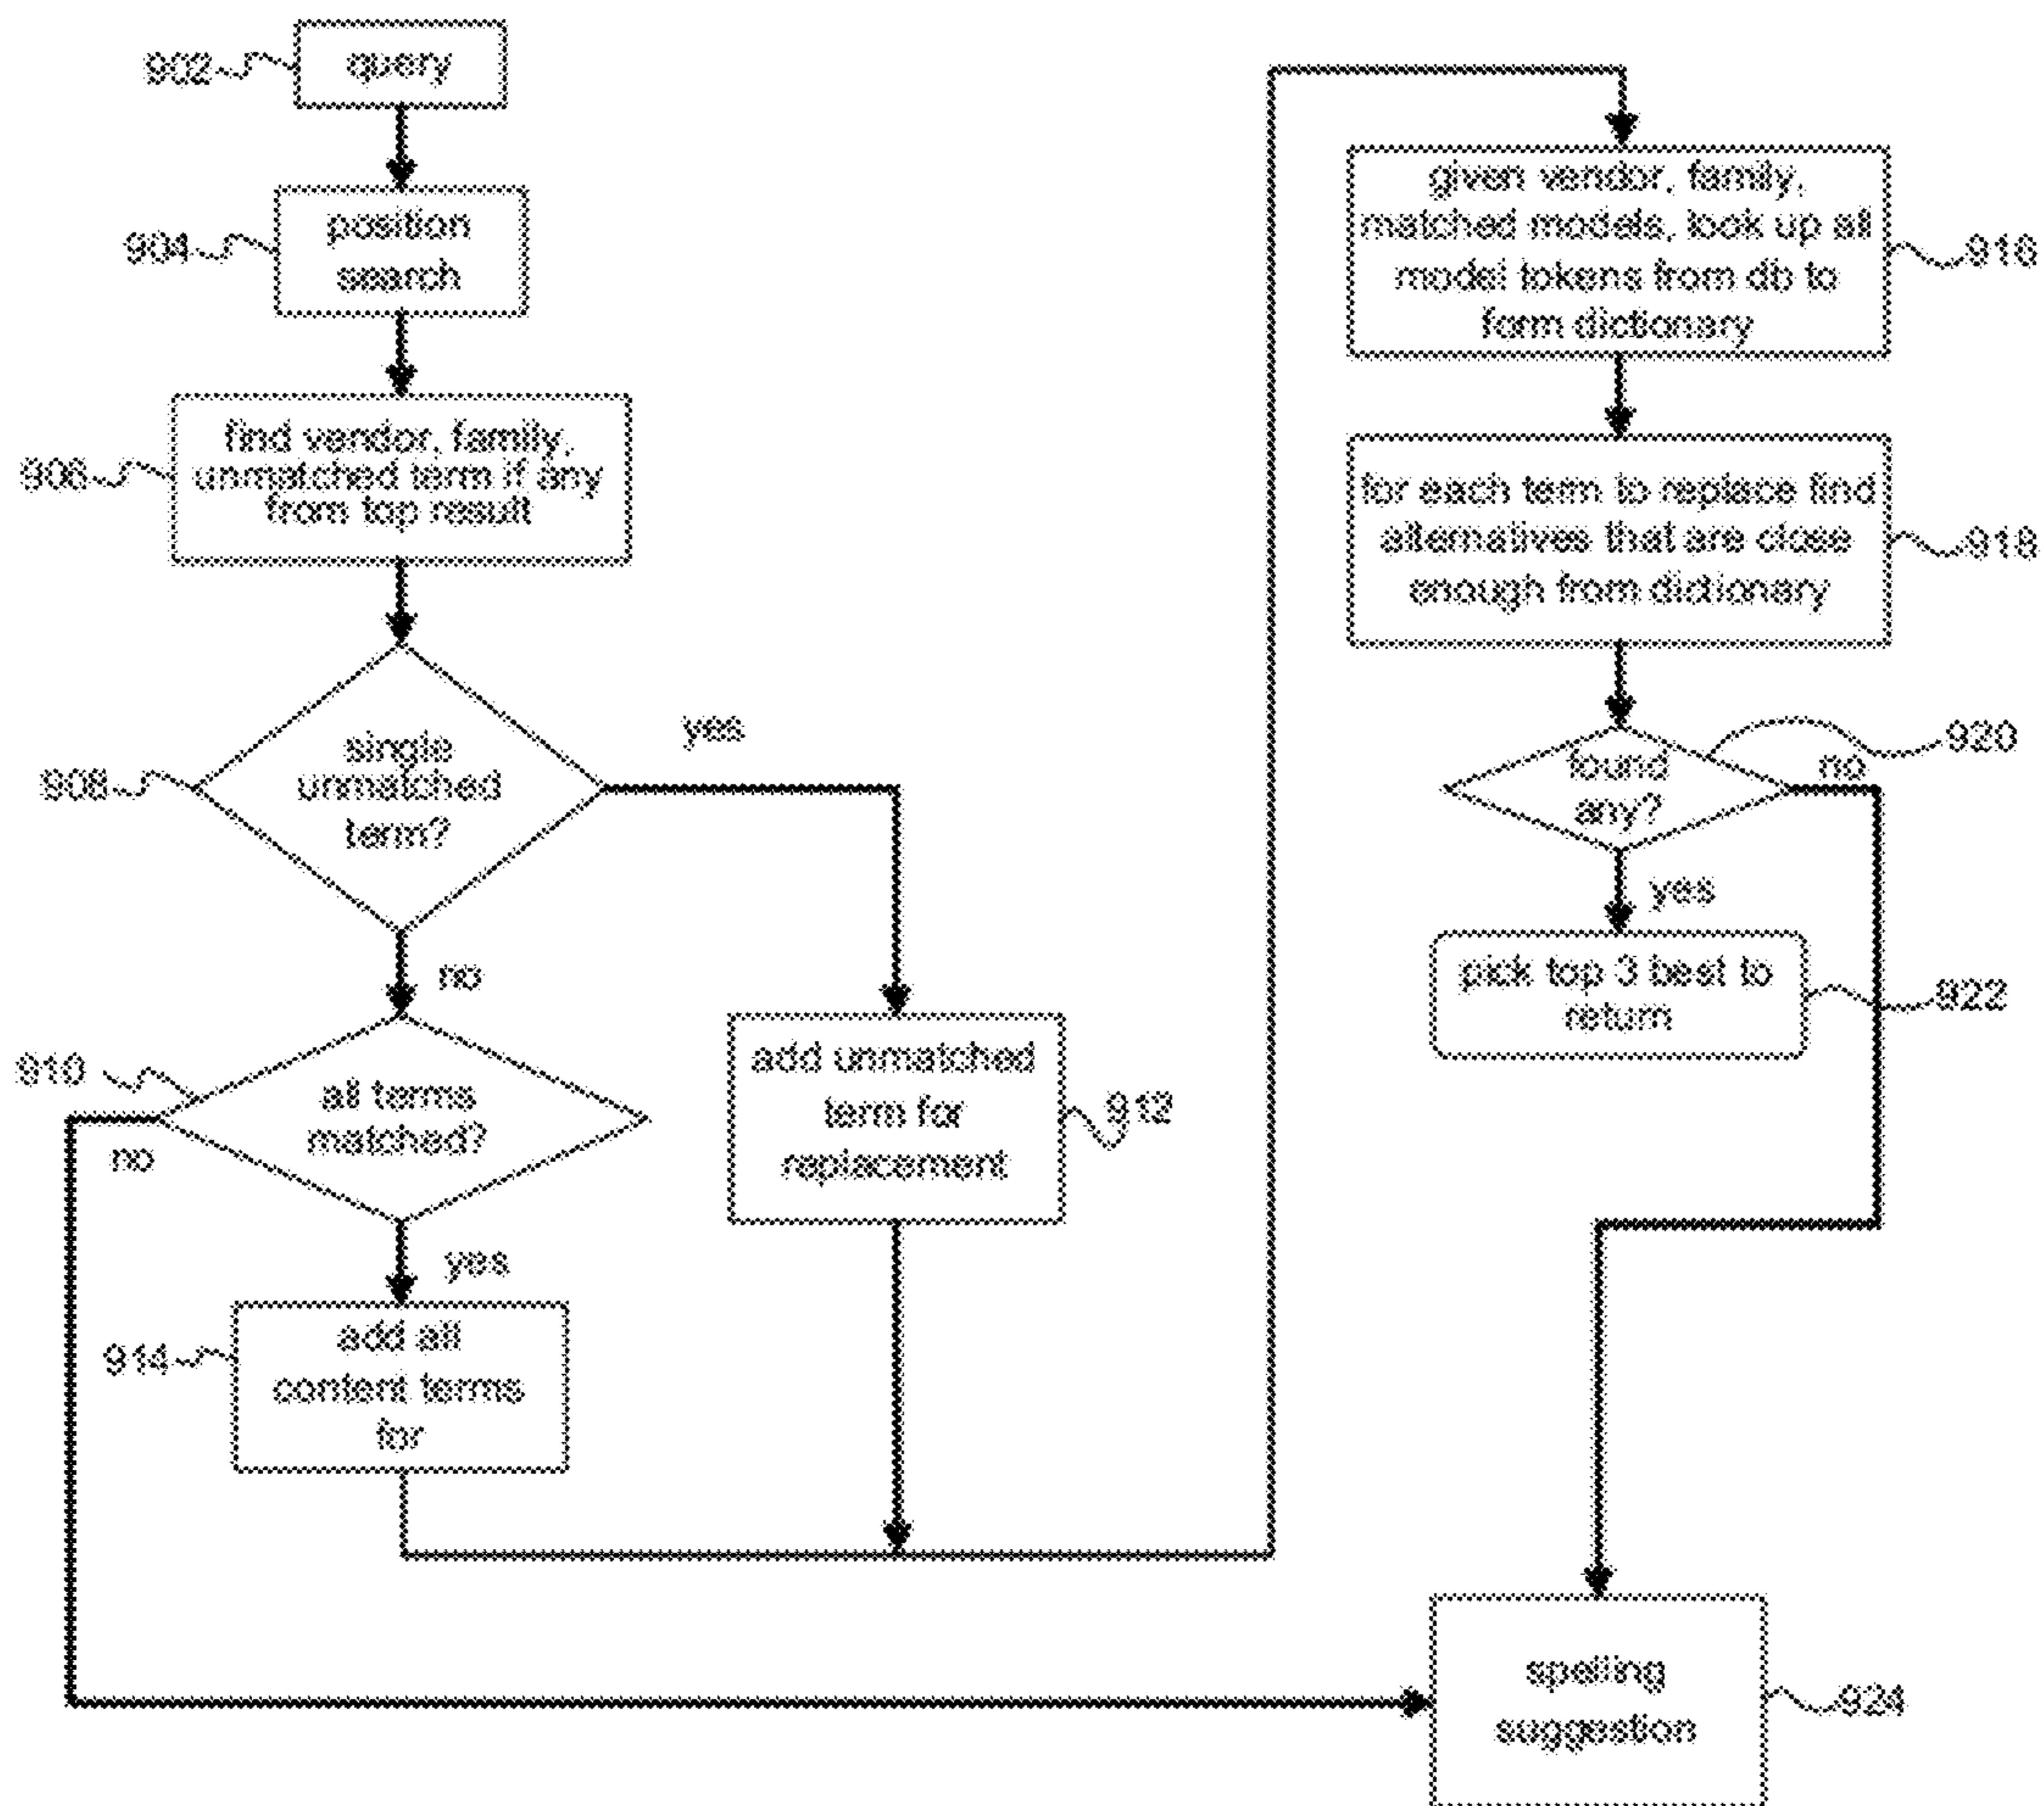 902
query
904
position
search
906
find vendor, family,
unmatched term if any
from top result
908
single
unmatched
term?
yes
no
910
all terms
matched?
no
yes
add unmatched
term for
replacement
912
914
add all
content terms
for
given vendor, family,
matched models, look up all
model tokens from db to
form dictionary
916
for each term to replace find
alternatives that are close
enough from dictionary
918
920
found
any?
no
yes
pick top 3 best to
return
922
spelling
suggestion
924